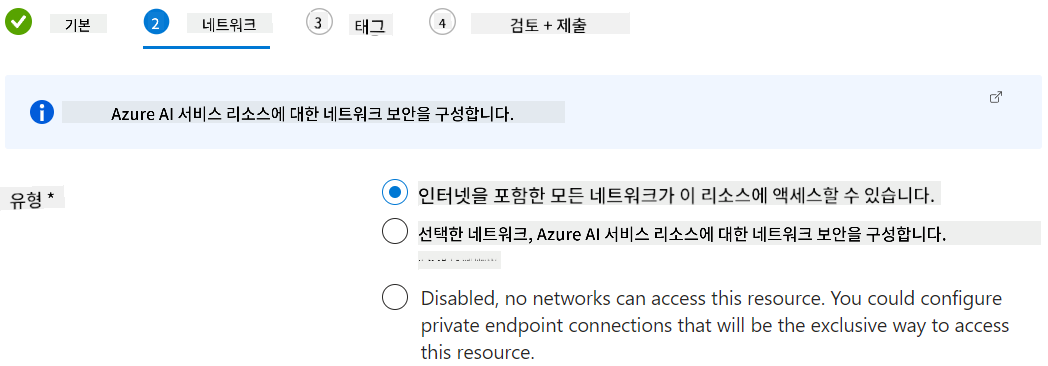 기본
2 네트워크
3 태그
4 검토 + 제출
Azure AI 서비스 리소스에 대한 네트워크 보안을 구성합니다.
유형 *
인터넷을 포함한 모든 네트워크가 이 리소스에 액세스할 수 있습니다.
선택한 네트워크, Azure AI 서비스 리소스에 대한 네트워크 보안을 구성합니다.
Disabled, no networks can access this resource. You could configure
private endpoint connections that will be the exclusive way to access
this resource.